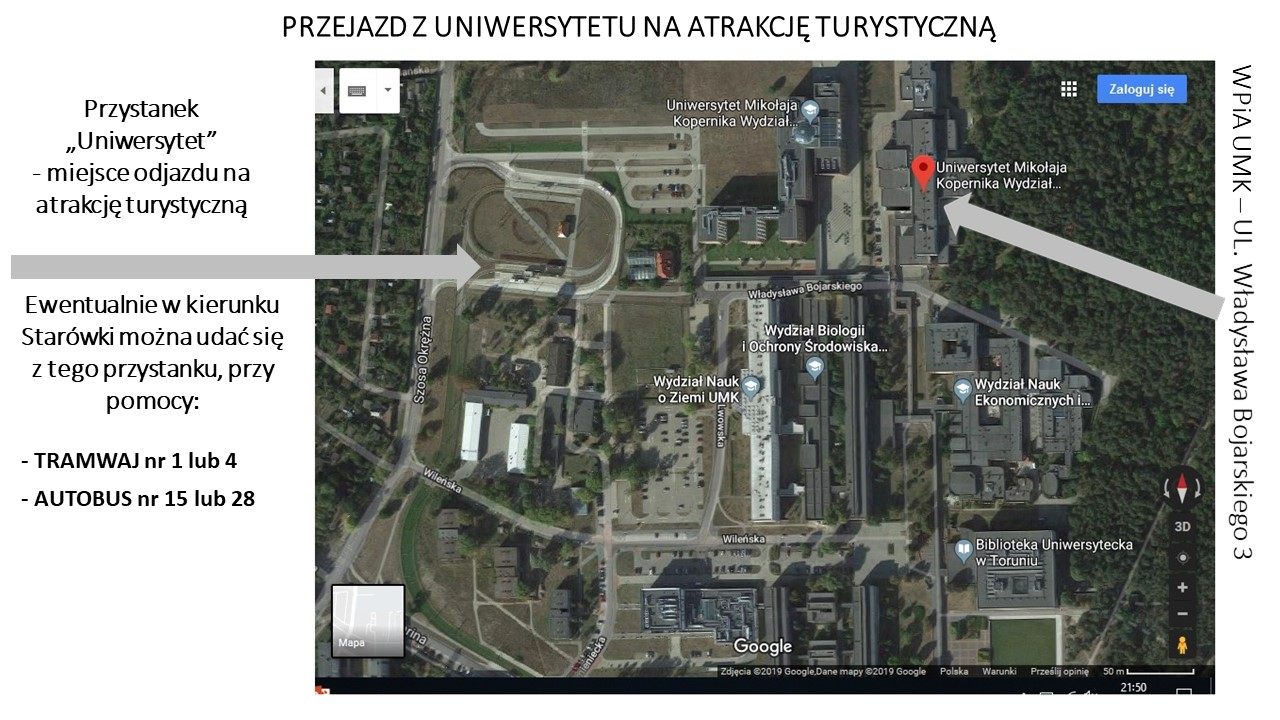 PRZEJAZD Z UNIWERSYTETU NA ATRAKCJĘ TURYSTYCZNĄ
Przystanek
„Uniwersytet”
- miejsce odjazdu na
atrakcję turystyczną
Ewentualnie w kierunku
Starówki można udać się
z tego przystanku, przy
pomocy:
- TRAMWAJ nr 1 lub 4
- AUTOBUS nr 15 lub 28
Zaloguj się
Uniwersytet Mikołaja
Kopernika Wydział...
Uniwersytet Mikołaja
Kopernika Wydział...
Władysława Bojarskiego
Szosa Okrężna
Wydział Biologii
i Ochrony Środowiska...
Wydział Nauk
o Ziemi UMK
Lwowska
Wydział Nauk
Ekonomicznych i...
Wileńska
Wileńska
Biblioteka Uniwersytecka
w Toruniu
3D
Mapa
Google
Zdjęcia ©2019 Google,Dane mapy ©2019 Google Polska Warunki Prześlij opinię 50 m
21:50
WPiA UMK – UL. Władysława Bojarskiego 3